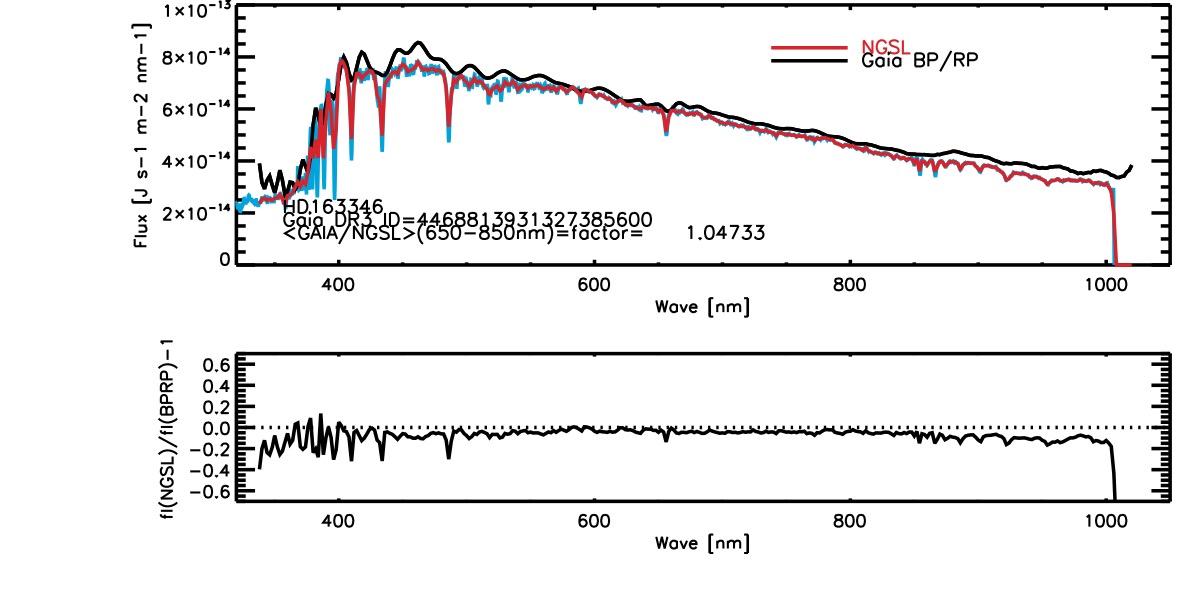 1×10−13
8×10−14
6×10−14
4×10−14
2×10−14
0
Flux [J s−1 m−2 nm−1]
NGSL
Gaia BP/RP
HD163346
Gaia DR3 ID=4468813931327385600
<GAIA/NGSL>(650−850nm)=factor= 1.04733
400 600 800 1000
Wave [nm]
fl(NGSL)/fl(BPRP)−1
0.6
0.4
0.2
0.0
−0.2
−0.4
−0.6
400 600 800 1000
Wave [nm]